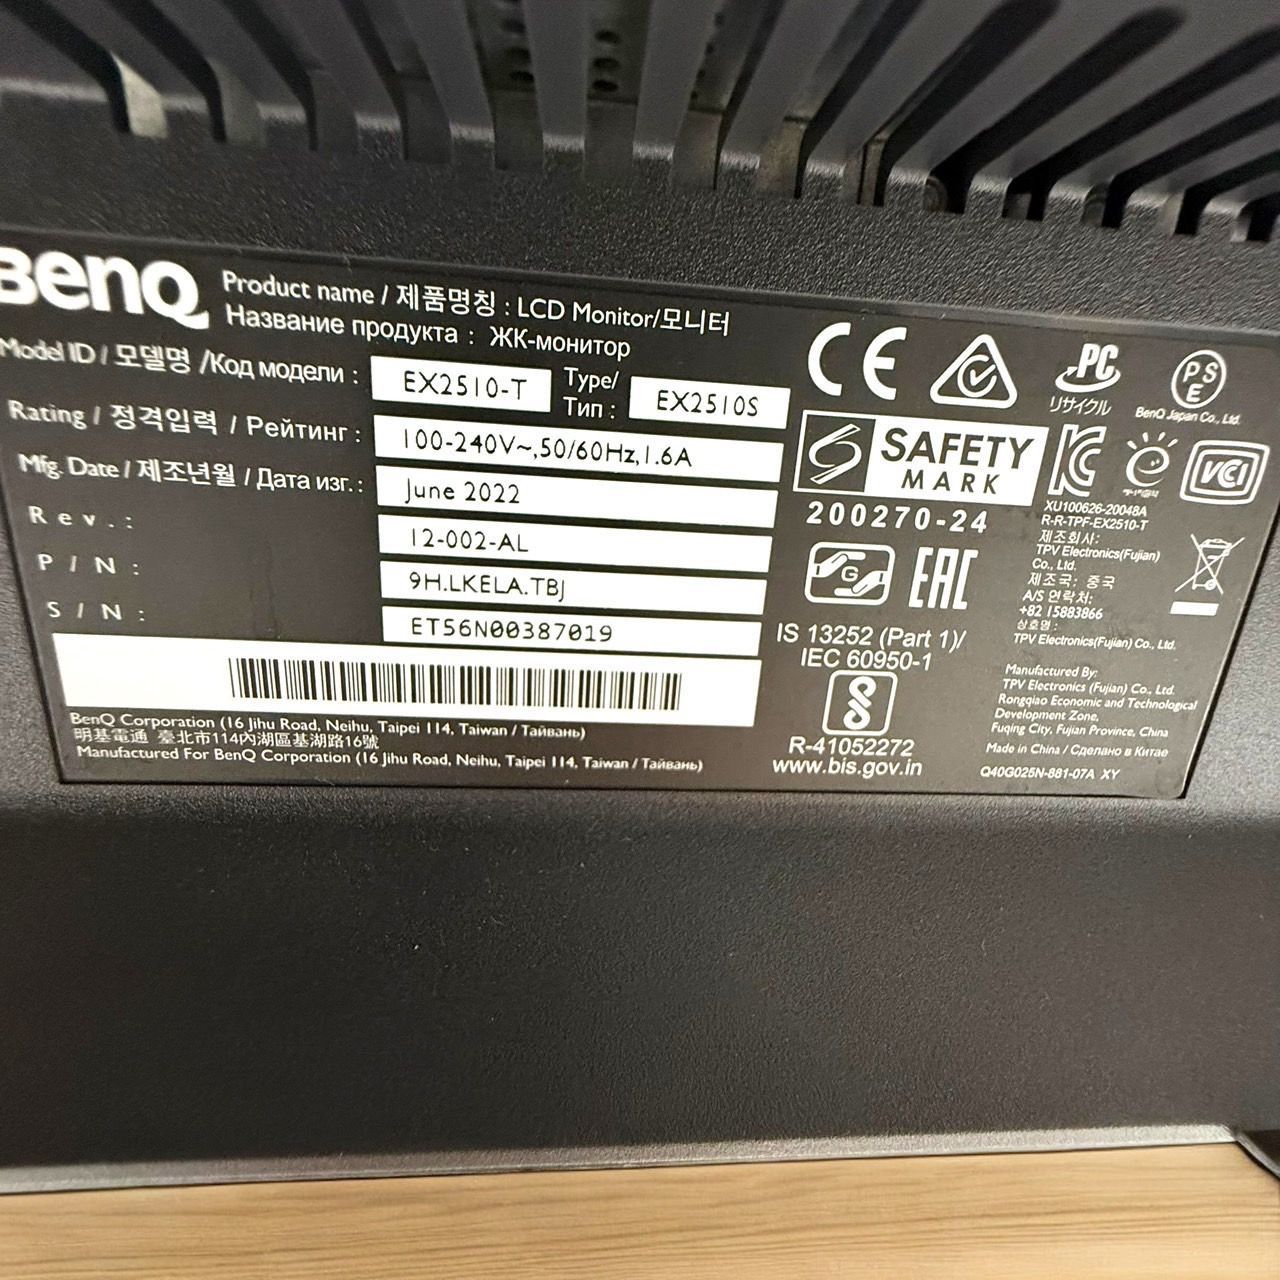 BenQ
Product name / 제품명칭 : LCD Monitor/모니터
Название продукта : ЖК-монитор
Model ID / 모델명 /Код модели : EX2510-T Type/ Тип : EX2510S
Rating / 정격입력 / Рейтинг : 100-240V~,50/60Hz,1.6A
Mfg. Date / 제조년월 / Дата изг.: June 2022
Rev.: 12-002-AL
P/N: 9H.LKELA.TBJ
S/N: ET56N00387019
BenQ Corporation (16 Jihu Road, Neihu, Taipei 114, Taiwan / Тайвань)
明基電通 臺北市114內湖區基湖路16號
Manufactured For BenQ Corporation (16 Jihu Road, Neihu, Taipei 114, Taiwan / Тайвань)
CE
SAFETY
MARK
200270-24
G
EAC
IS 13252 (Part 1)/
IEC 60950-1
R-41052272
www.bis.gov.in
PC
リサイクル
PSE
BenQ Japan Co., Ltd.
KC
VCCI
XU100626-20048A
R-R-TPF-EX2510-T
제조회사:
TPV Electronics(Fujian)
Co., Ltd.
제조국: 중국
A/S 연락처:
+82 15883866
상호명 :
TPV Electronics(Fujian) Co., Ltd.
Manufactured By:
TPV Electronics (Fujian) Co., Ltd.
Rongqiao Economic and Technological
Development Zone,
Fuqing City, Fujian Province, China
Made in China / Сделано в Китае
Q40G025N-881-07A XY